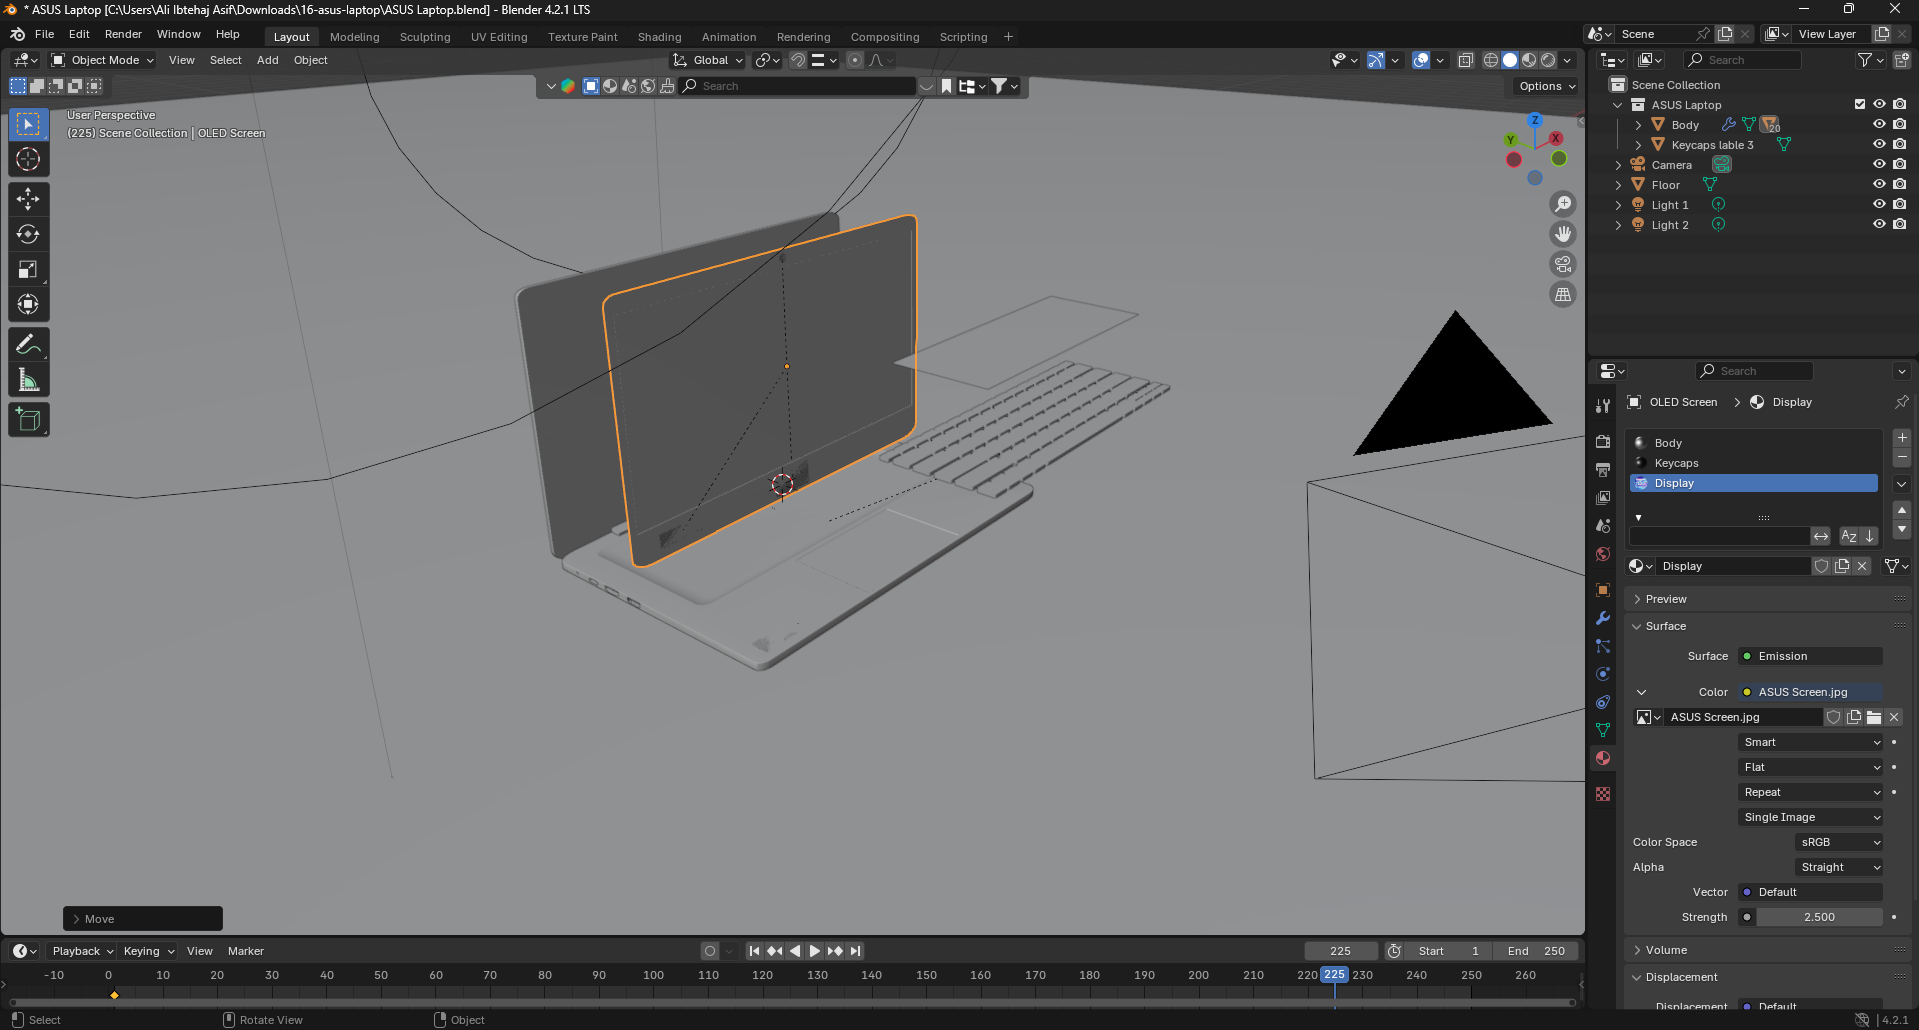 * ASUS Laptop [C:\Users\Ali Ibtehaj Asif\Downloads\16-asus-laptop\ASUS Laptop.blend] - Blender 4.2.1 LTS
File Edit Render Window Help Layout Modeling Sculpting UV Editing Texture Paint Shading Animation Rendering Compositing Scripting + Scene View Layer
Object Mode View Select Add Object Global Search
Search Options
User Perspective
(225) Scene Collection | OLED Screen
Z
Y X
Scene Collection
ASUS Laptop
Body 20
Keycaps lable 3
Camera
Floor
Light 1
Light 2
Search
OLED Screen > Display
Body
Keycaps
Display
AZ
Display
Preview
Surface
Surface Emission
Color ASUS Screen.jpg
ASUS Screen.jpg
Smart
Flat
Repeat
Single Image
Color Space sRGB
Alpha Straight
Vector Default
Strength 2.500
Volume
Displacement
Displacement Default
Move
Playback Keying View Marker 225 Start 1 End 250
-10 0 10 20 30 40 50 60 70 80 90 100 110 120 130 140 150 160 170 180 190 200 210 220 225 230 240 250 260
Select Rotate View Object 4.2.1